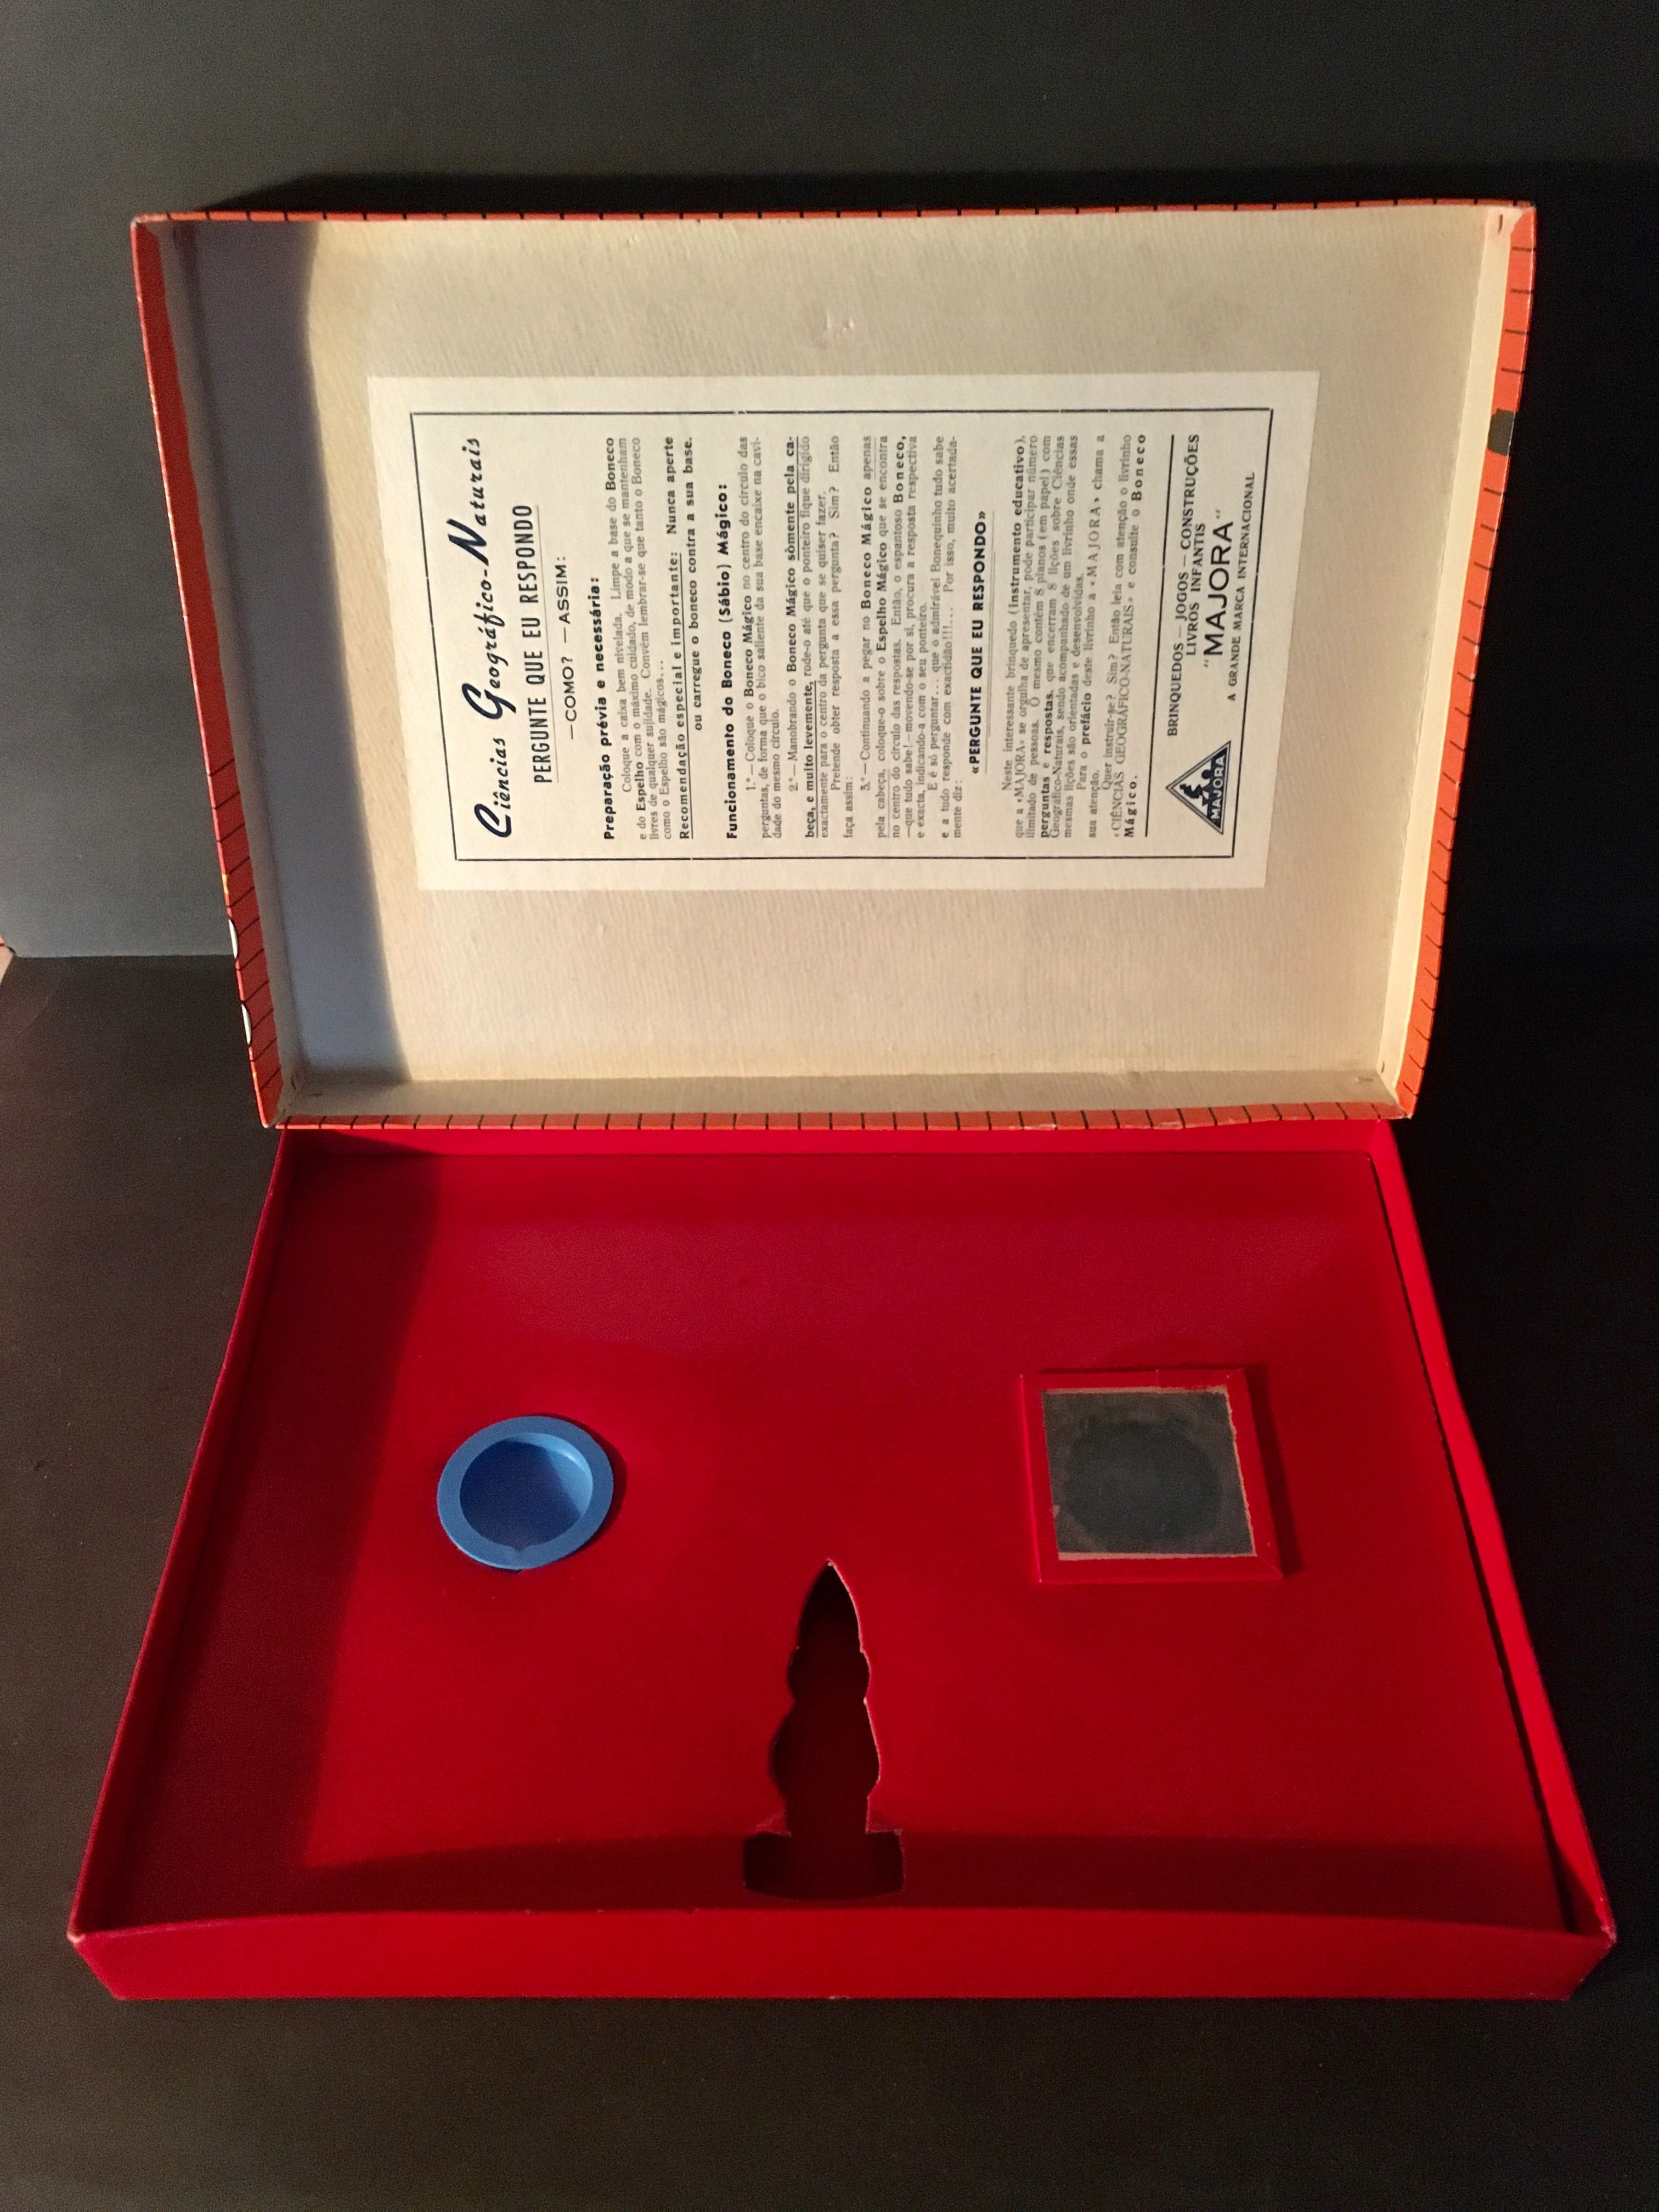 Ciências Geográfico-Naturais
PERGUNTE QUE EU RESPONDO
—COMO? —ASSIM:
Preparação prévia e necessária:
Coloque a caixa bem nivelada. Limpe a base do Boneco
e do Espelho com o máximo cuidado, de modo a que se mantenham
livres de qualquer sujidade. Convém lembrar-se que tanto o Boneco
como o Espelho são mágicos...
Recomendação especial e importante: Nunca aperte
ou carregue o boneco contra a sua base.
Funcionamento do Boneco (Sábio) Mágico:
1.º—Coloque o Boneco Mágico no centro do círculo das
perguntas, de forma que o bico saliente da sua base encaixe na cavi-
dade do mesmo círculo.
2.º—Manobrando o Boneco Mágico sòmente pela ca-
beça, e muito levemente, rode-o até que o ponteiro fique dirigido
exactamente para o centro da pergunta que se quiser fazer.
Pretende obter resposta a essa pergunta? Sim? Então
faça assim:
3.º—Continuando a pegar no Boneco Mágico apenas
pela cabeça, coloque-o sobre o Espelho Mágico que se encontra
no centro do círculo das respostas. Então, o espantoso Boneco,
—que tudo sabe!-movendo-se por si, procura a resposta respectiva
e exacta, indicando-a com o seu ponteiro.
E é só perguntar... que o admirável Bonequinho tudo sabe
e a tudo responde com exactidão!!!... Por isso, muito acertada-
mente diz:
«PERGUNTE QUE EU RESPONDO»
Neste interessante brinquedo (instrumento educativo),
que a «MAJORA» se orgulha de apresentar, pode participar número
ilimitado de pessoas. O mesmo contém 8 planos (em papel) com
perguntas e respostas, que encerram 8 lições sobre Ciências
Geográfico-Naturais, sendo acompanhado de um livrinho onde essas
mesmas lições são orientadas e desenvolvidas.
Para o prefácio deste livrinho a «MAJORA» chama a
sua atenção.
Quer instruir-se? Sim? Então leia com atenção o livrinho
«CIÊNCIAS GEOGRÁFICO-NATURAIS» e consulte o Boneco
Mágico.
MAJORA
BRINQUEDOS — JOGOS — CONSTRUÇÕES
LIVROS INFANTIS
"MAJORA"
A GRANDE MARCA INTERNACIONAL